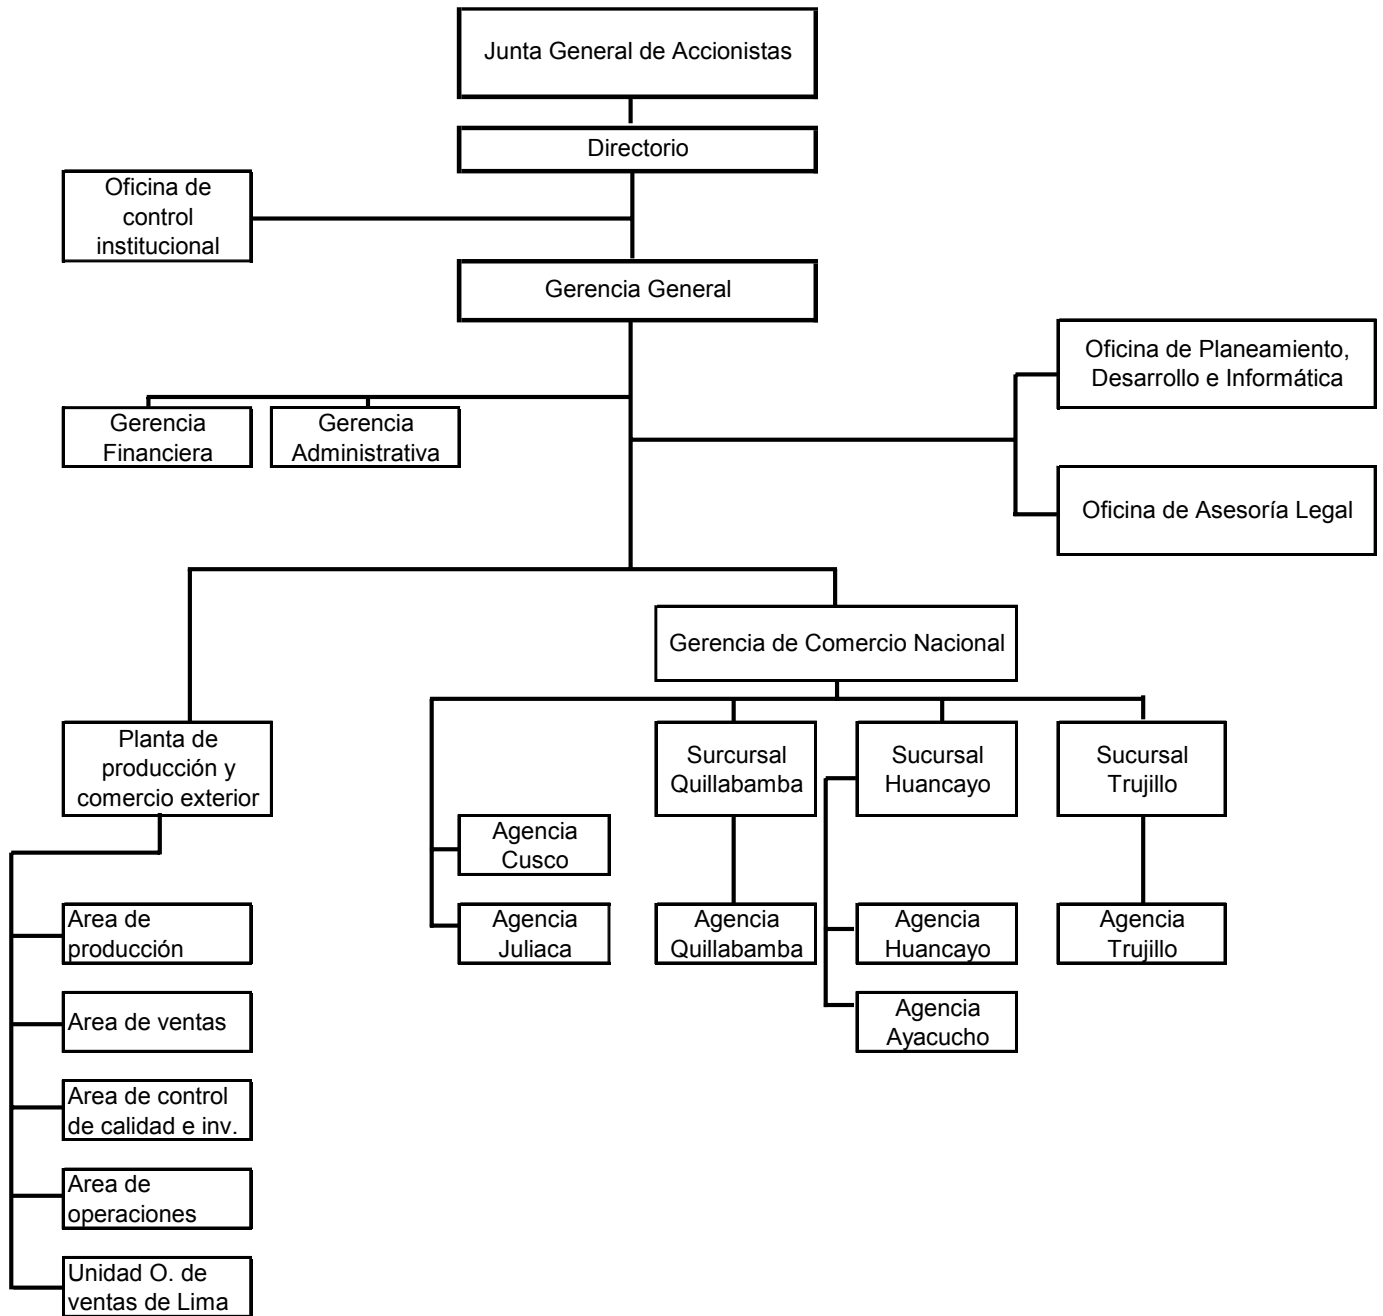 Junta General de Accionistas
Directorio
Oficina de
control
institucional
Gerencia General
Oficina de Planeamiento,
Desarrollo e Informática
Gerencia
Financiera
Gerencia
Administrativa
Oficina de Asesoría Legal
Gerencia de Comercio Nacional
Planta de
producción y
comercio exterior
Surcursal
Quillabamba
Sucursal
Huancayo
Sucursal
Trujillo
Agencia
Cusco
Agencia
Juliaca
Agencia
Quillabamba
Agencia
Huancayo
Agencia
Trujillo
Agencia
Ayacucho
Area de
producción
Area de ventas
Area de control
de calidad e inv.
Area de
operaciones
Unidad O. de
ventas de Lima